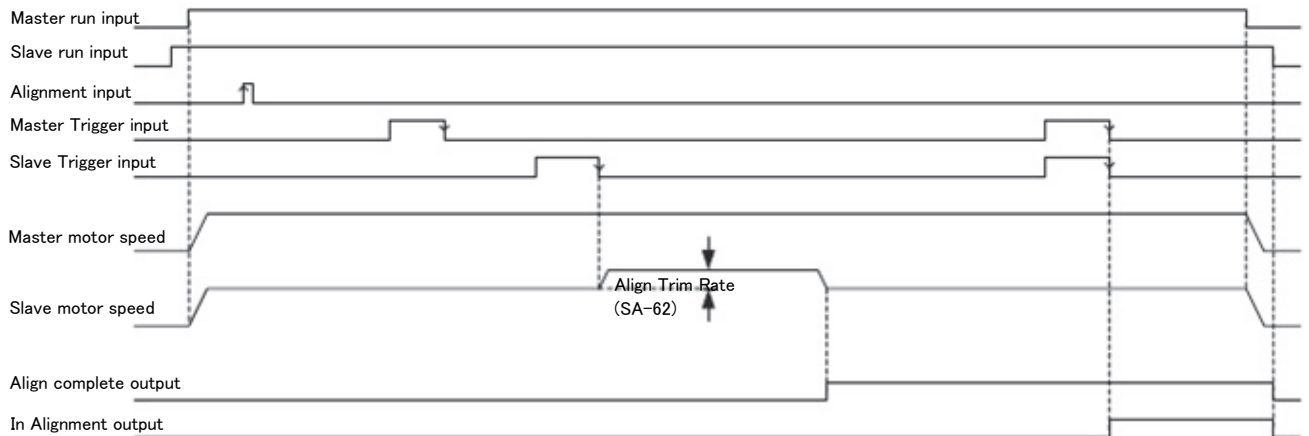 Master run input
Slave run input
Alignment input
Master Trigger input
Slave Trigger input
Master motor speed
Align Trim Rate
(SA-62)
Slave motor speed
Align complete output
In Alignment output